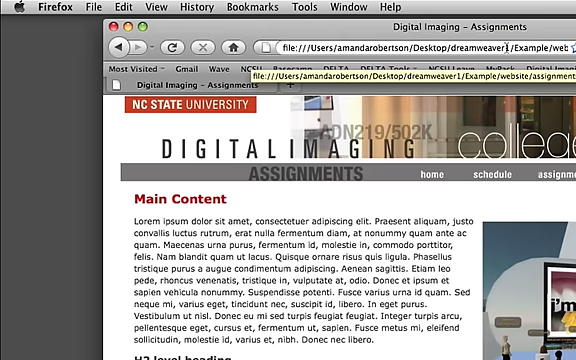 Firefox File Edit View History Bookmarks Tools Window Help
Digital Imaging – Assignments
file:///Users/amandarobertson/Desktop/dreamweaver1/Example/web
Most Visited Calendar Gmail Wave NCSU Basecamp DELTA DELTA Tools NCSU Leave MyPack
file:///Users/amandarobertson/Desktop/dreamweaver1/Example/website/assignments
Digital Imaging – Assignments
NC STATE UNIVERSITY
ADN219/502K
DIGITAL IMAGING
college
ASSIGNMENTS
home schedule assignm
Main Content
Lorem ipsum dolor sit amet, consectetuer adipiscing elit. Praesent aliquam, justo
convallis luctus rutrum, erat nulla fermentum diam, at nonummy quam ante ac
quam. Maecenas urna purus, fermentum id, molestie in, commodo porttitor,
felis. Nam blandit quam ut lacus. Quisque ornare risus quis ligula. Phasellus
tristique purus a augue condimentum adipiscing. Aenean sagittis. Etiam leo
pede, rhoncus venenatis, tristique in, vulputate at, odio. Donec et ipsum et
sapien vehicula nonummy. Suspendisse potenti. Fusce varius urna id quam. Sed
neque mi, varius eget, tincidunt nec, suscipit id, libero. In eget purus.
Vestibulum ut nisl. Donec eu mi sed turpis feugiat feugiat. Integer turpis arcu,
pellentesque eget, cursus et, fermentum ut, sapien. Fusce metus mi, eleifend
sollicitudin, molestie id, varius et, nibh. Donec nec libero.
H2 level heading